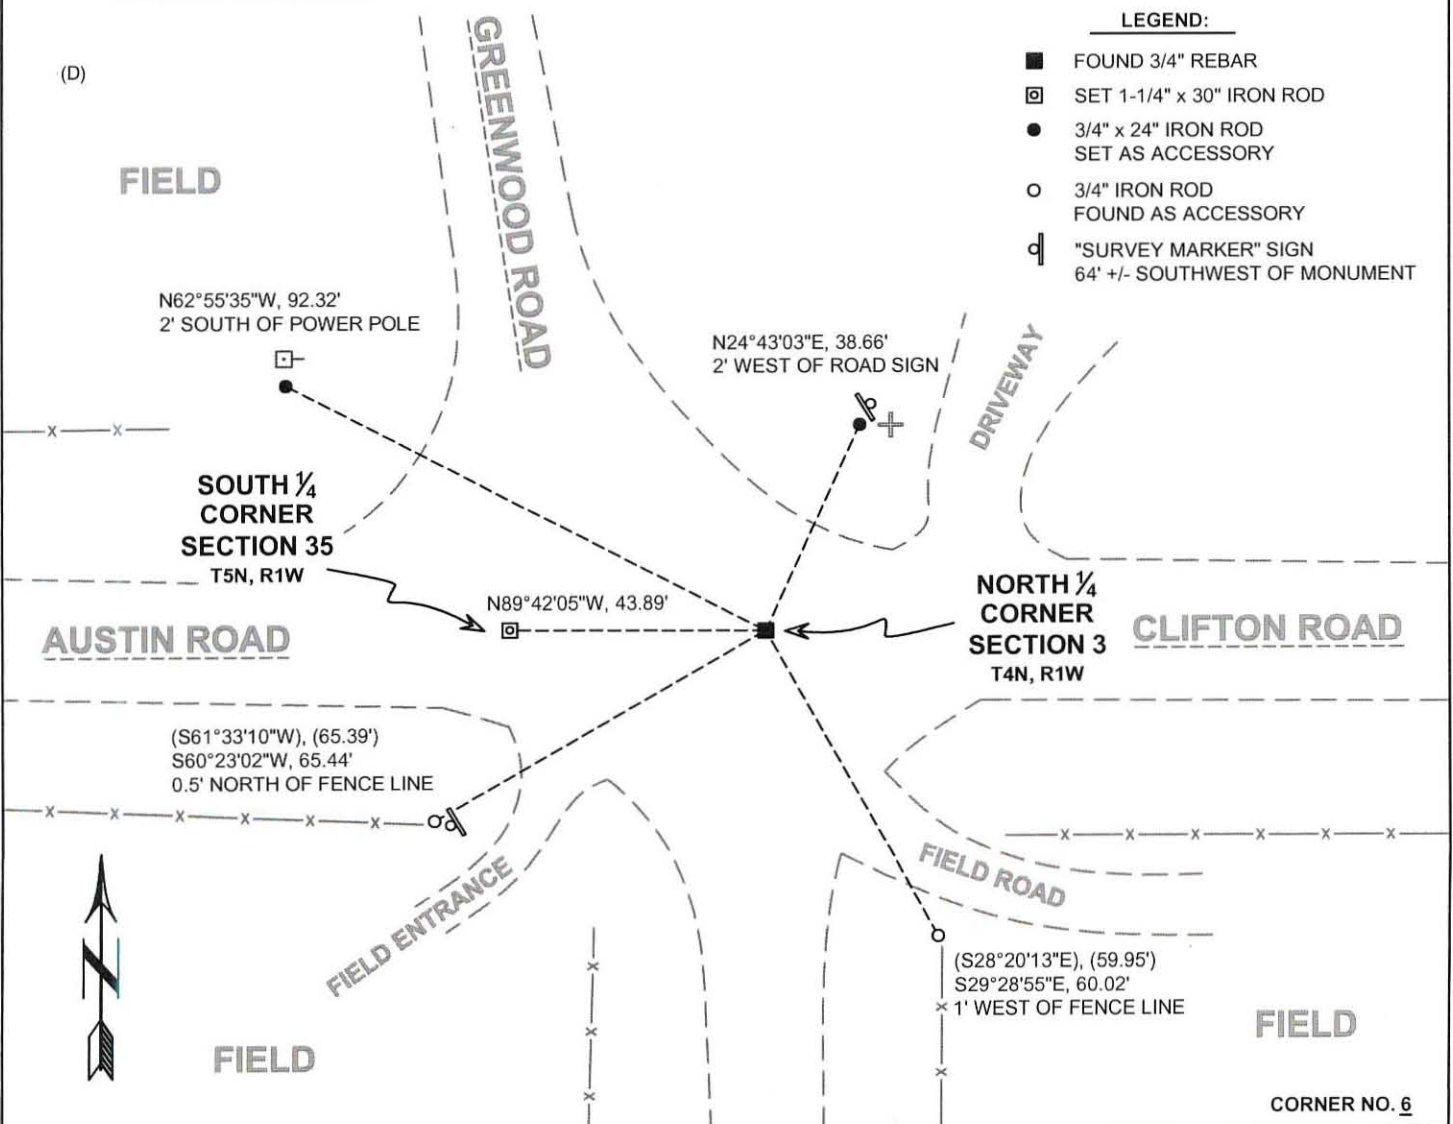 LEGEND:
FOUND 3/4" REBAR
SET 1-1/4" x 30" IRON ROD
3/4" x 24" IRON ROD
SET AS ACCESSORY
3/4" IRON ROD
FOUND AS ACCESSORY
"SURVEY MARKER" SIGN
64' +/- SOUTHWEST OF MONUMENT
(D)
FIELD
GREENWOOD ROAD
N62°55'35"W, 92.32'
2' SOUTH OF POWER POLE
N24°43'03"E, 38.66'
2' WEST OF ROAD SIGN
DRIVEWAY
SOUTH 1/4
CORNER
SECTION 35
T5N, R1W
N89°42'05"W, 43.89'
NORTH 1/4
CORNER
SECTION 3
T4N, R1W
AUSTIN ROAD
CLIFTON ROAD
(S61°33'10"W), (65.39')
S60°23'02"W, 65.44'
0.5' NORTH OF FENCE LINE
FIELD ENTRANCE
FIELD ROAD
(S28°20'13"E), (59.95')
S29°28'55"E, 60.02'
1' WEST OF FENCE LINE
N
FIELD
FIELD
CORNER NO. 6